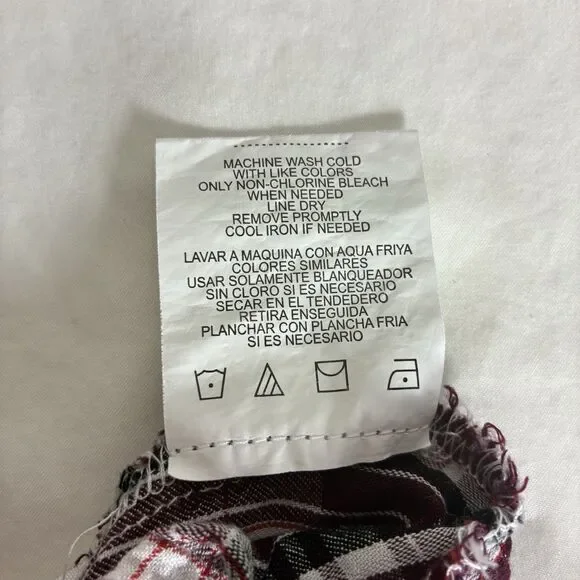 MACHINE WASH COLD
WITH LIKE COLORS
ONLY NON-CHLORINE BLEACH
WHEN NEEDED
LINE DRY
REMOVE PROMPTLY
COOL IRON IF NEEDED
LAVAR A MAQUINA CON AQUA FRIYA
COLORES SIMILARES
USAR SOLAMENTE BLANQUEADOR
SIN CLORO SI ES NECESARIO
SECAR EN EL TENDEDERO
RETIRA ENSEGUIDA
PLANCHAR CON PLANCHA FRIA
SI ES NECESARIO